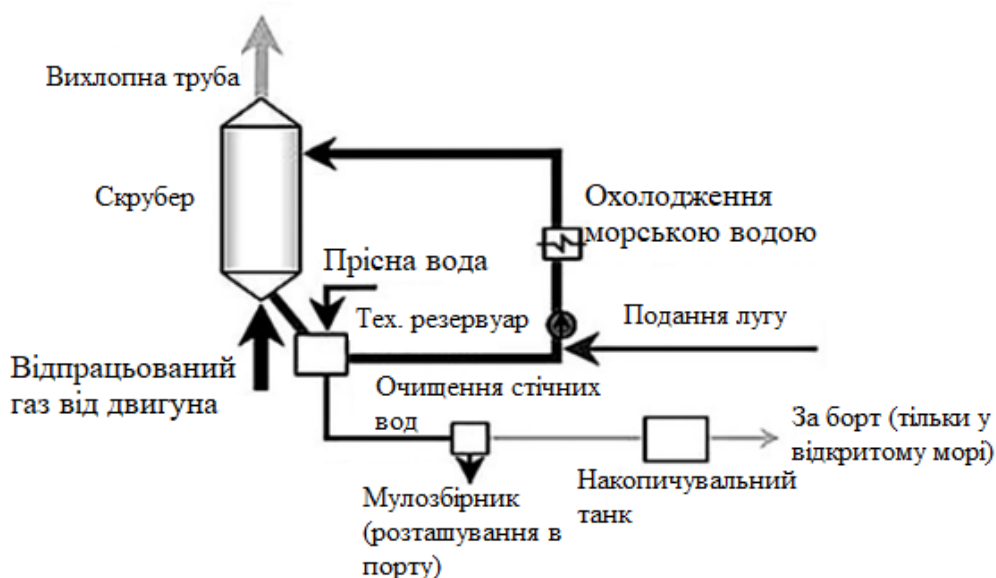 Вихлопна труба
Скрубер
Охолодження
морською водою
Прісна вода
Тех. резервуар
Подання лугу
Відпрацьований
газ від двигуна
Очищення стічних
вод
За борт (тільки у
відкритого морі)
Мулозбірник
(розташування в
порту)
Накопичувальний
танк